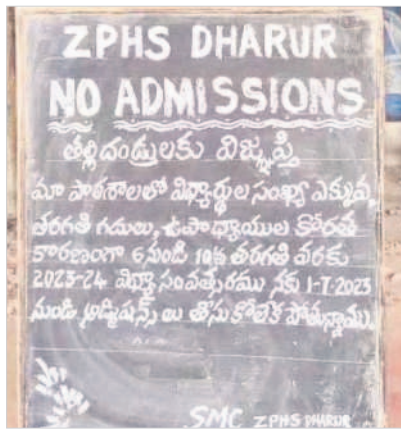 ZPHS DHARUR
NO ADMISSIONS
తల్లిదండ్రులకు విజ్ఞప్తి
మా పాఠశాలలో విద్యార్థుల సంఖ్య ఎక్కువ,
తరగతి గదులు, ఉపాధ్యాయుల కోరత
కారణంగా 6 నుండి 10వ తరగతి వరకు
2023-24 విద్యా సంవత్సరము నకు 1-7-2023
నుండి అడ్మిషన్స్ లు తీసుకోలేక పోతున్నాము.
SMC ZPHS DHARUR